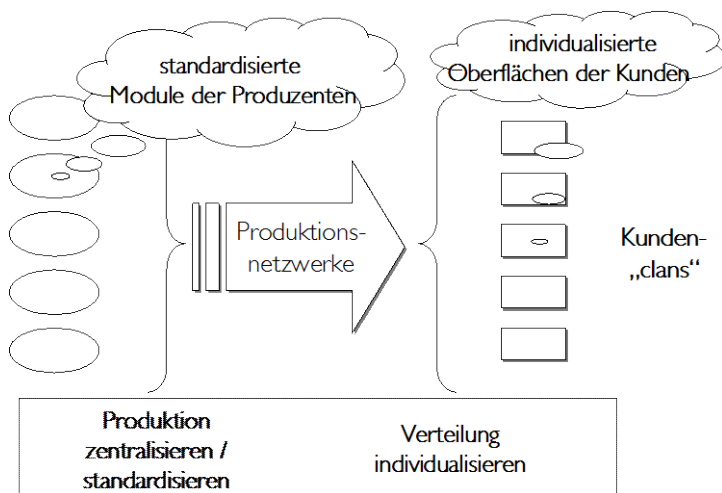 standardisierte
Module der Produzenten
individualisierte
Oberflächen der Kunden
Produktions-
netzwerke
Kunden-
„clans“
Produktion
zentralisieren /
standardisieren
Verteilung
individualisieren